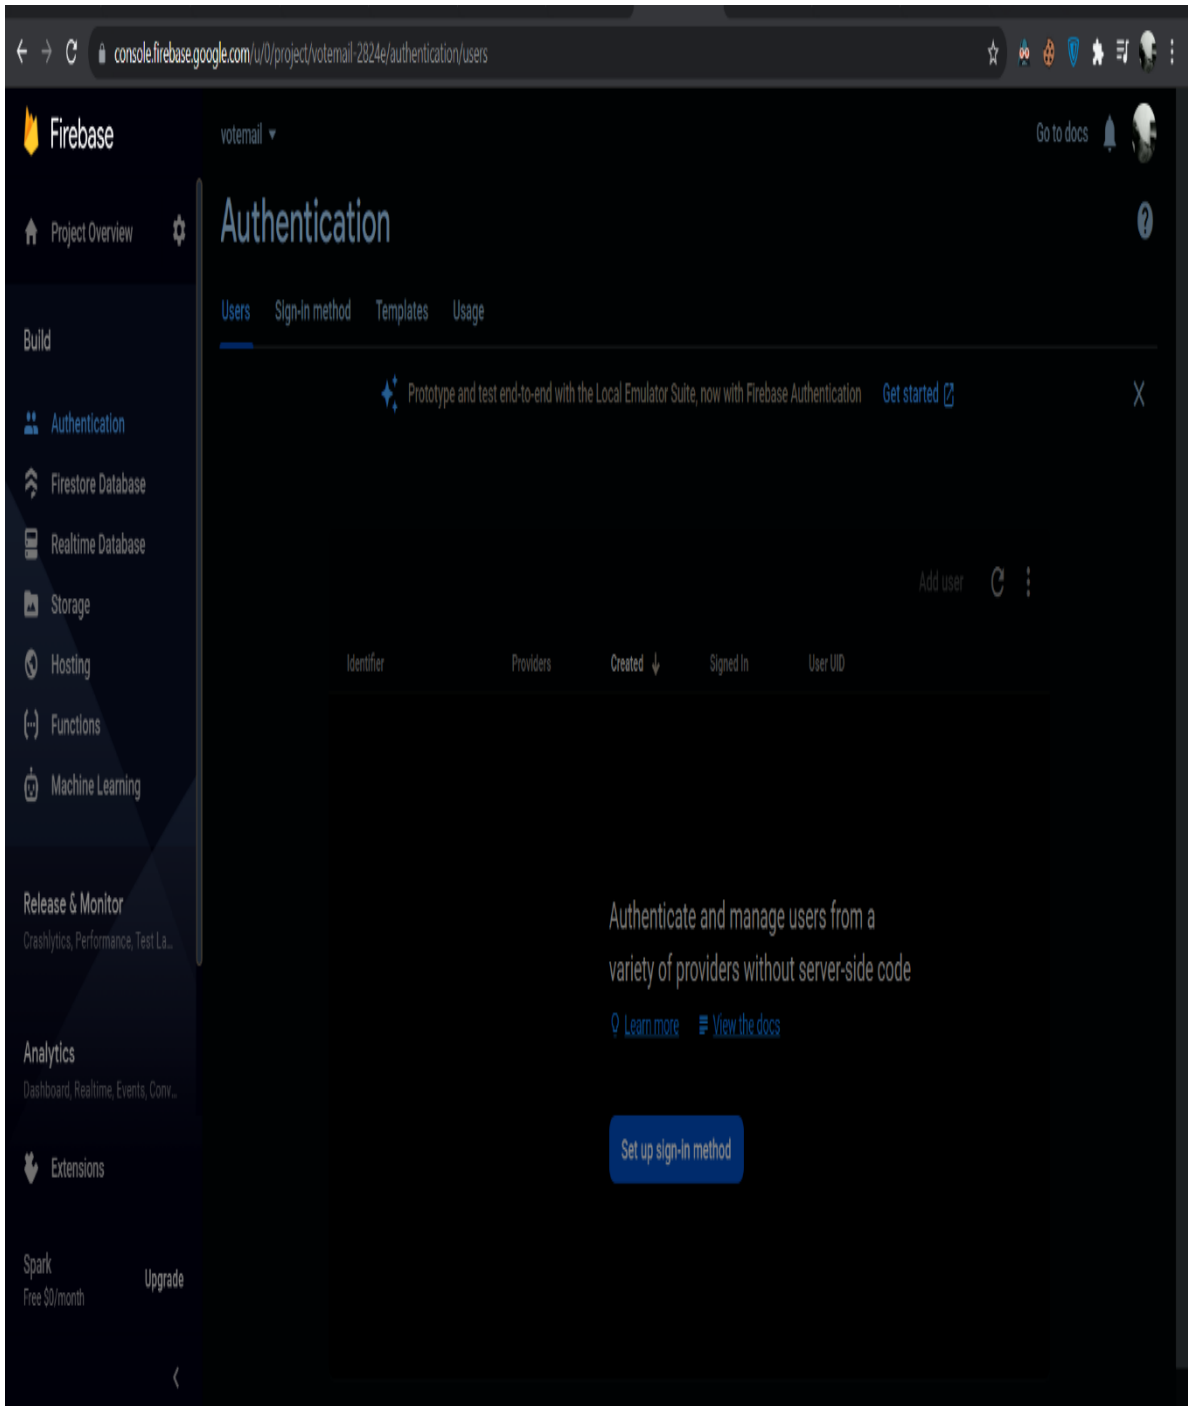 console.firebase.google.com/u/0/project/votemail-2824e/authentication/users
Firebase
votemail
Go to docs
Project Overview
Authentication
Users Sign-in method Templates Usage
Build
Prototype and test end-to-end with the Local Emulator Suite, now with Firebase Authentication Get started
Authentication
Firestore Database
Realtime Database
Storage
Hosting
Functions
Machine Learning
Add user
Identifier Providers Created Signed In User UID
Release & Monitor
Crashlytics, Performance, Test La...
Authenticate and manage users from a
variety of providers without server-side code
Learn more View the docs
Analytics
Dashboard, Realtime, Events, Conv...
Set up sign-in method
Extensions
Spark
Free $0/month
Upgrade